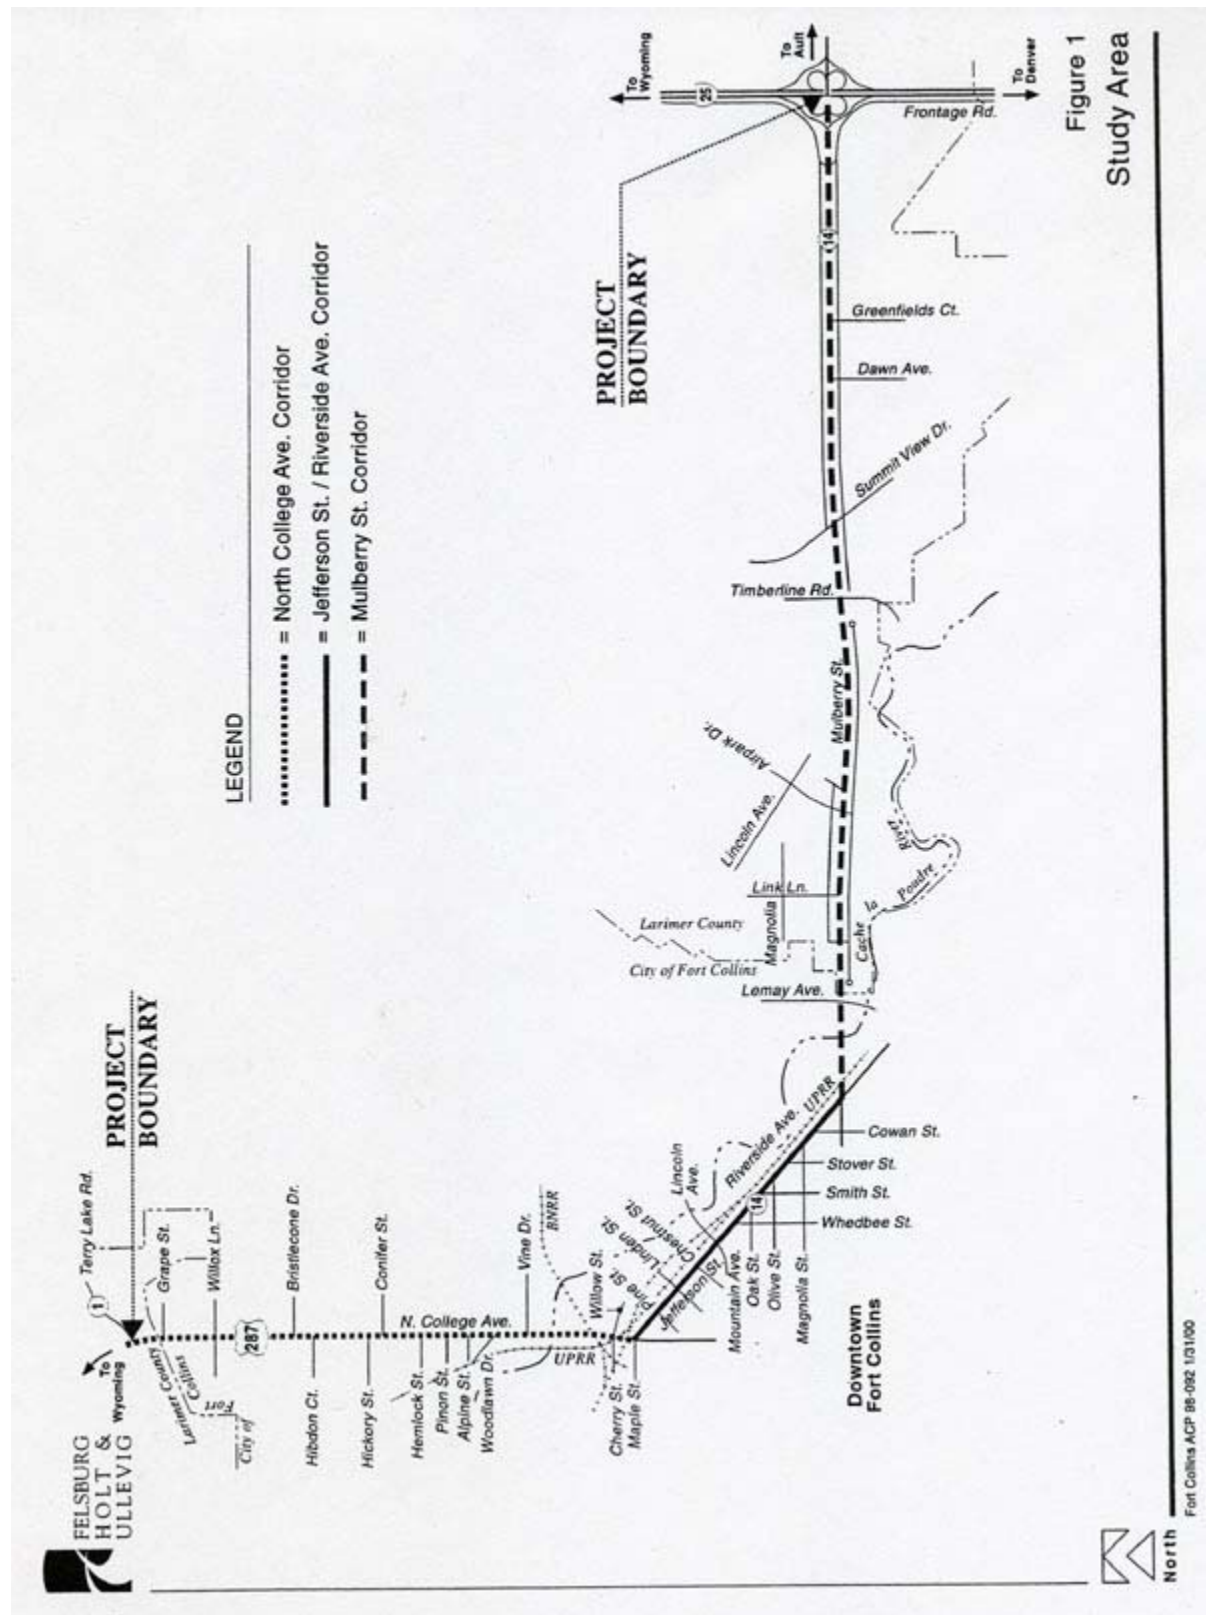 FELSBURG
HOLT &
ULLEVIG
To
Wyoming
1
Terry Lake Rd.
PROJECT
BOUNDARY
Larimer County
City of
Fort
Collins
Grape St.
Willox Ln.
287
Bristlecone Dr.
Hibdon Ct.
Conifer St.
Hickory St.
N. College Ave.
Hemlock St.
Pinon St.
Alpine St.
Woodlawn Dr.
Vine Dr.
BNRR
UPRR
Willow St.
Cherry St.
Maple St.
Pine St.
Linden St.
Chestnut St.
Jefferson St.
Lincoln
Ave.
Riverside Ave.
UPRR
14
Mountain Ave.
Oak St.
Olive St.
Magnolia St.
Whedbee St.
Smith St.
Stover St.
Cowan St.
Downtown
Fort Collins
LEGEND
= North College Ave. Corridor
= Jefferson St. / Riverside Ave. Corridor
= Mulberry St. Corridor
Larimer County
City of Fort Collins
Lemay Ave.
Magnolia
Link Ln.
Lincoln Ave.
Airpark Dr.
Mulberry St.
Cache la Poudre River
Timberline Rd.
Summit View Dr.
Dawn Ave.
Greenfields Ct.
14
PROJECT
BOUNDARY
To
Wyoming
25
To
Ault
Frontage Rd.
To
Denver
Figure 1
Study Area
North
Fort Collins ACP 98-092 1/31/00